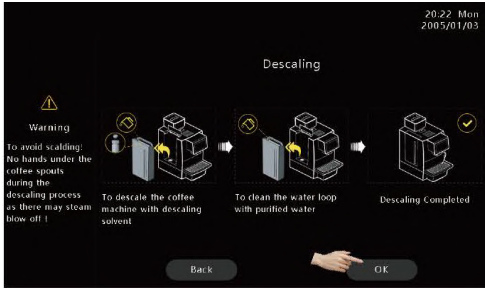 20:22 Mon
2005/01/03
Descaling
Warning
To avoid scalding!
No hands under the
coffee spouts
during the
descaling process
as there may steam
blow off !
To descale the coffee
machine with descaling
solvent
To clean the water loop
with purified water
Descaling Completed
Back
OK